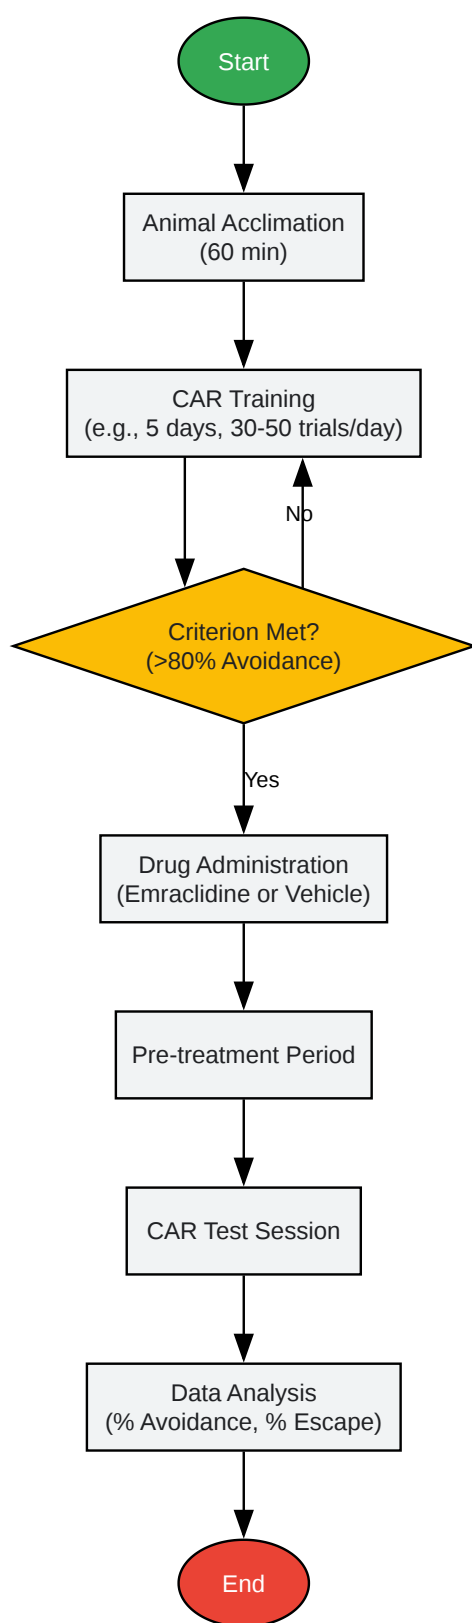 Start
Animal Acclimation
(60 min)
CAR Training
(e.g., 5 days, 30-50 trials/day)
No
Criterion Met?
(>80% Avoidance)
Yes
Drug Administration
(Emraclidine or Vehicle)
Pre-treatment Period
CAR Test Session
Data Analysis
(% Avoidance, % Escape)
End